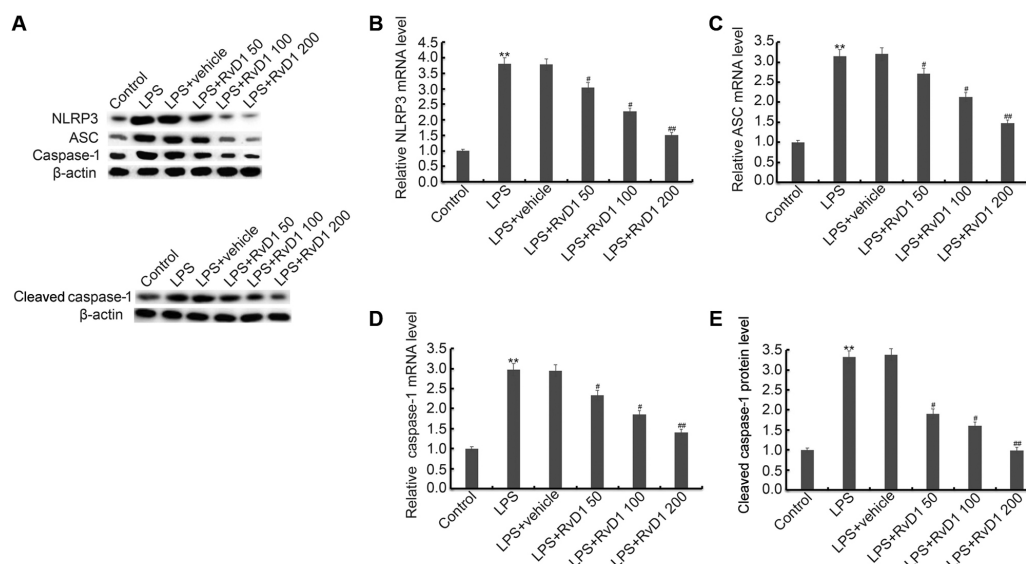 A
Control
LPS
LPS+vehicle
LPS+RvD1 50
LPS+RvD1 100
LPS+RvD1 200
NLRP3
ASC
Caspase-1
β-actin
Control
LPS
LPS+vehicle
LPS+RvD1 50
LPS+RvD1 100
LPS+RvD1 200
Cleaved caspase-1
β-actin
B
Relative NLRP3 mRNA level
4.5
4.0
3.5
3.0
2.5
2.0
1.5
1.0
0.5
0.0
**
#
#
##
Control
LPS
LPS+vehicle
LPS+RvD1 50
LPS+RvD1 100
LPS+RvD1 200
C
Relative ASC mRNA level
4.0
3.5
3.0
2.5
2.0
1.5
1.0
0.5
0.0
**
#
#
##
Control
LPS
LPS+vehicle
LPS+RvD1 50
LPS+RvD1 100
LPS+RvD1 200
D
Relative caspase-1 mRNA level
3.5
3.0
2.5
2.0
1.5
1.0
0.5
0.0
**
#
#
##
Control
LPS
LPS+vehicle
LPS+RvD1 50
LPS+RvD1 100
LPS+RvD1 200
E
Cleaved caspase-1 protein level
3.5
3.0
2.5
2.0
1.5
1.0
0.5
0.0
**
#
#
##
Control
LPS
LPS+vehicle
LPS+RvD1 50
LPS+RvD1 100
LPS+RvD1 200